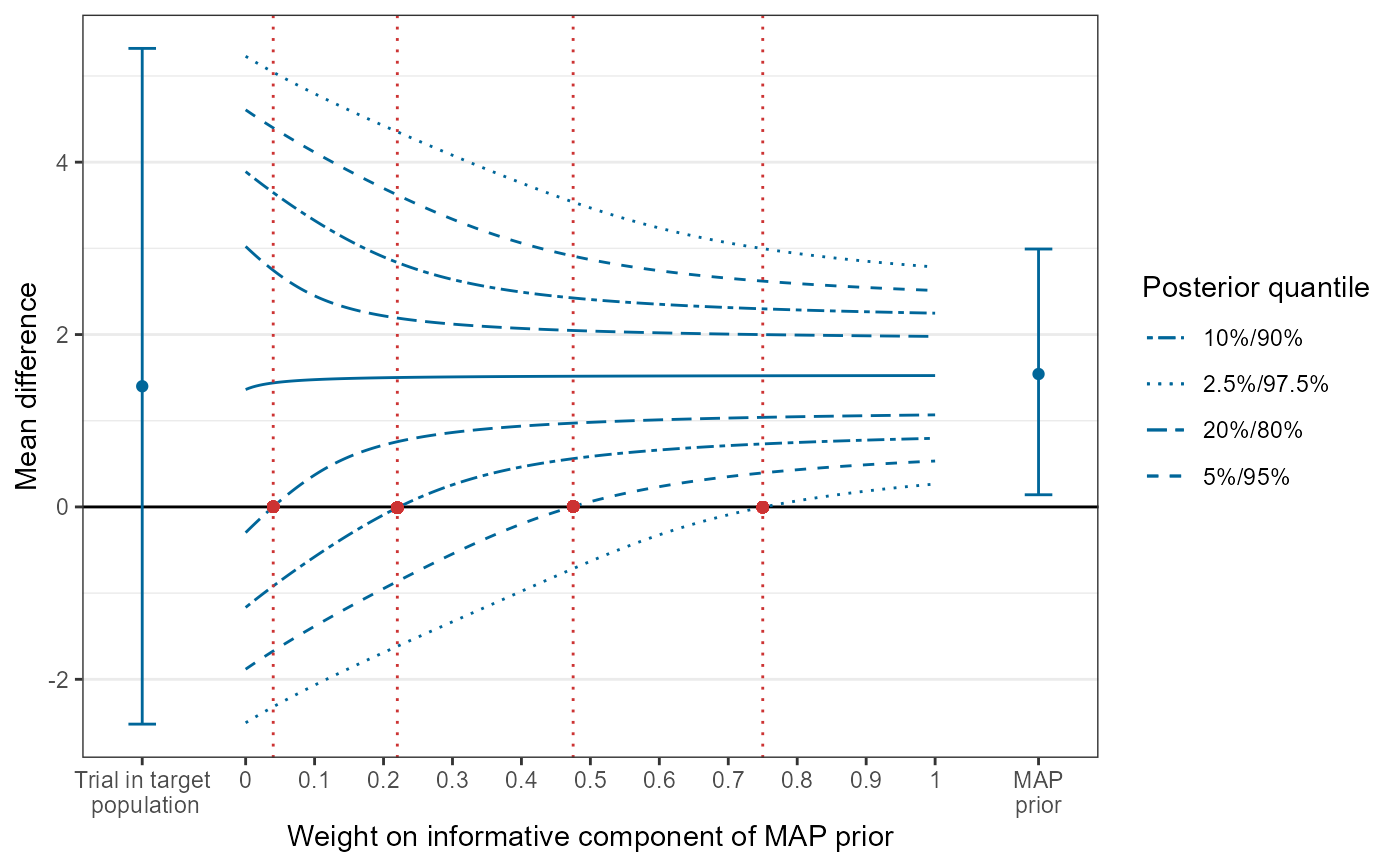 Mean difference
4
2
0
-2
Trial in target
population
0
0.1
0.2
0.3
0.4
0.5
0.6
0.7
0.8
0.9
1
MAP
prior
Weight on informative component of MAP prior
Posterior quantile
10%/90%
2.5%/97.5%
20%/80%
5%/95%